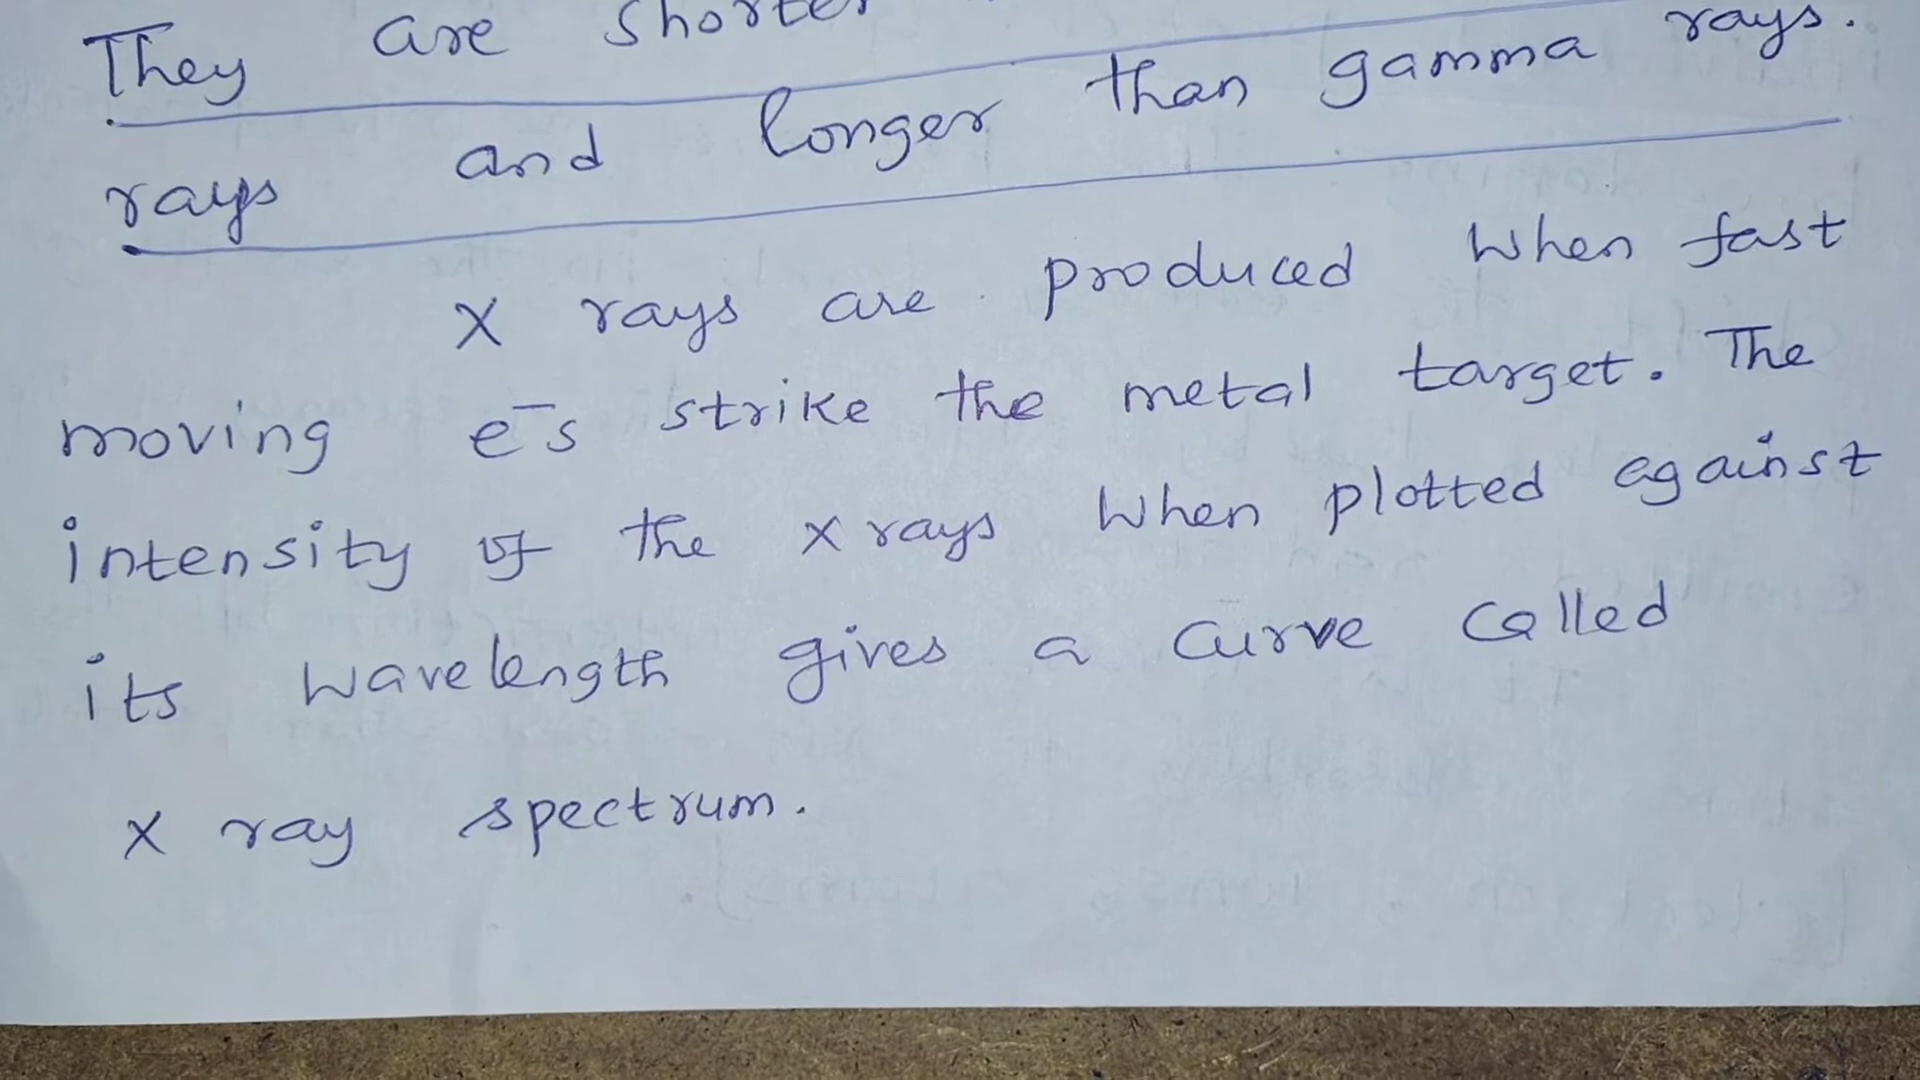 They are shorter
rays and longer than gamma rays.
X rays are produced when fast
moving e⁻s strike the metal target. The
intensity of the x rays when plotted against
its wavelength gives a curve called
X ray spectrum.